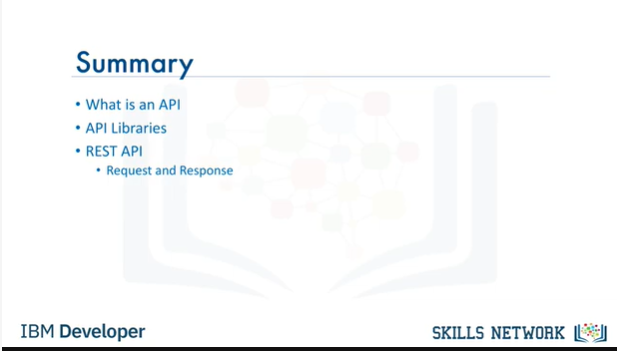 Summary
• What is an API
• API Libraries
• REST API
• Request and Response
IBM Developer
SKILLS NETWORK